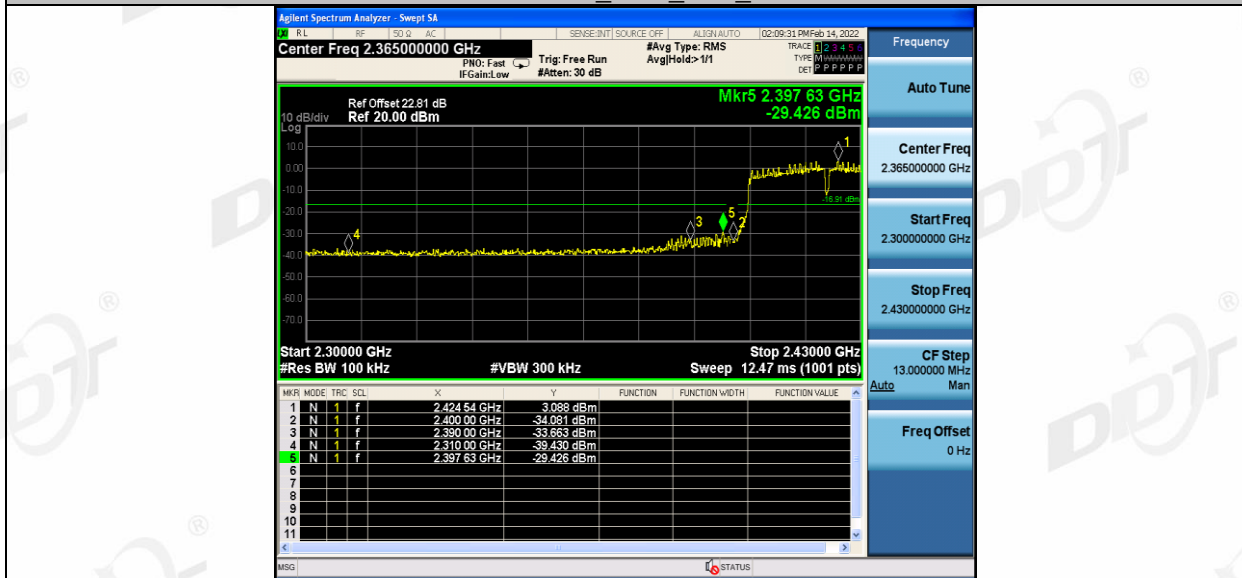 Agilent Spectrum Analyzer - Swept SA
RL RF 50 Ω AC SENSE:INT SOURCE OFF ALIGN AUTO 02:09:31 PM Feb 14, 2022
Center Freq 2.365000000 GHz
PNO: Fast
IFGain:Low
Trig: Free Run
#Atten: 30 dB
#Avg Type: RMS
Avg|Hold:>1/1
TRACE 1 2 3 4 5 6
TYPE M
DET P P P P P P
Mkr5 2.397 63 GHz
-29.426 dBm
Ref Offset 22.81 dB
10 dB/div Ref 20.00 dBm
Log
10.0
0.00
-10.0
-20.0
-30.0
-40.0
-50.0
-60.0
-70.0
1
-16.91 dBm
3
5
2
4
Start 2.30000 GHz Stop 2.43000 GHz
#Res BW 100 kHz #VBW 300 kHz Sweep 12.47 ms (1001 pts)
MKR MODE TRC SCL X Y FUNCTION FUNCTION WIDTH FUNCTION VALUE
1 N 1 f 2.424 54 GHz 3.088 dBm
2 N 1 f 2.400 00 GHz -34.081 dBm
3 N 1 f 2.390 00 GHz -33.663 dBm
4 N 1 f 2.310 00 GHz -39.430 dBm
5 N 1 f 2.397 63 GHz -29.426 dBm
6
7
8
9
10
11
MSG STATUS
Frequency
Auto Tune
Center Freq
2.365000000 GHz
Start Freq
2.300000000 GHz
Stop Freq
2.430000000 GHz
CF Step
13.000000 MHz
Auto Man
Freq Offset
0 Hz
DDT
®